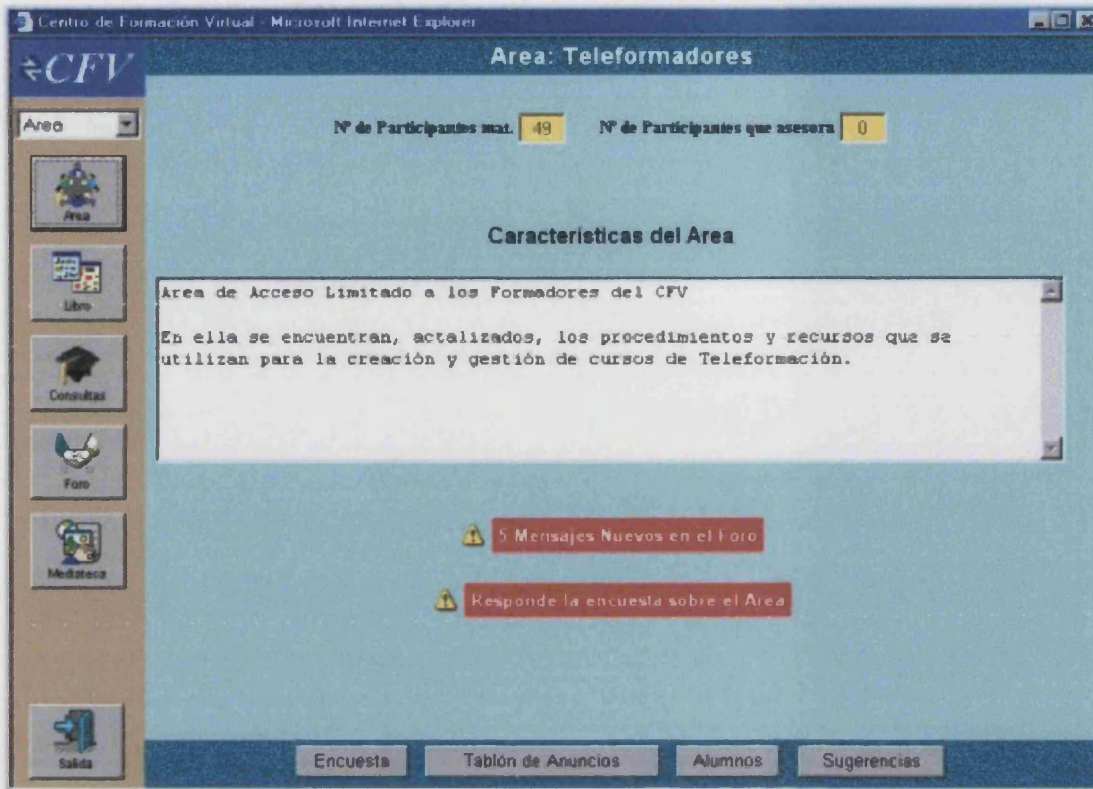 Centro de Formación Virtual - Microsoft Internet Explorer
CFV
Area: Teleformadores
Area
Nº de Participantes mat. 49 Nº de Participantes que asesora 0
Area
Características del Area
Libro
Area de Acceso Limitado a los Formadores del CFV
En ella se encuentran, actalizados, los procedimientos y recursos que se
utilizan para la creación y gestión de cursos de Teleformación.
Consultas
Foro
5 Mensajes Nuevos en el Foro
Mediateca
Responde la encuesta sobre el Area
Salida
Encuesta Tablón de Anuncios Alumnos Sugerencias